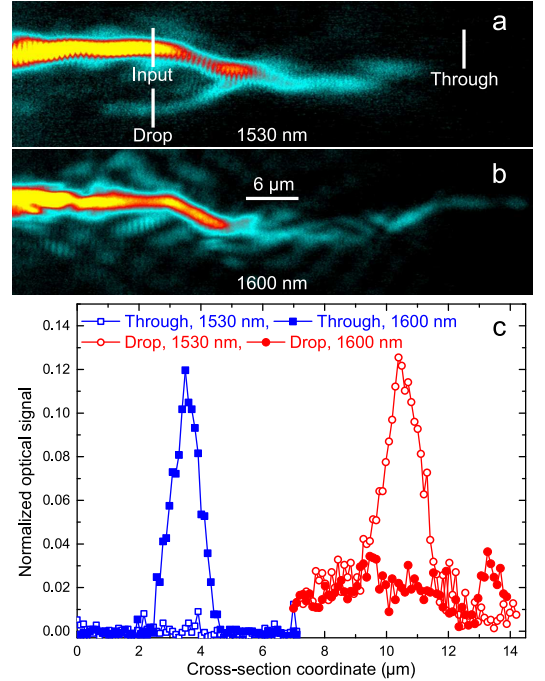 a
Input
Through
Drop
1530 nm
b
6 µm
1600 nm
c
Through, 1530 nm, Through, 1600 nm
Drop, 1530 nm, Drop, 1600 nm
Normalized optical signal
0.14
0.12
0.10
0.08
0.06
0.04
0.02
0.00
0 2 4 6 8 10 12 14
Cross-section coordinate (µm)